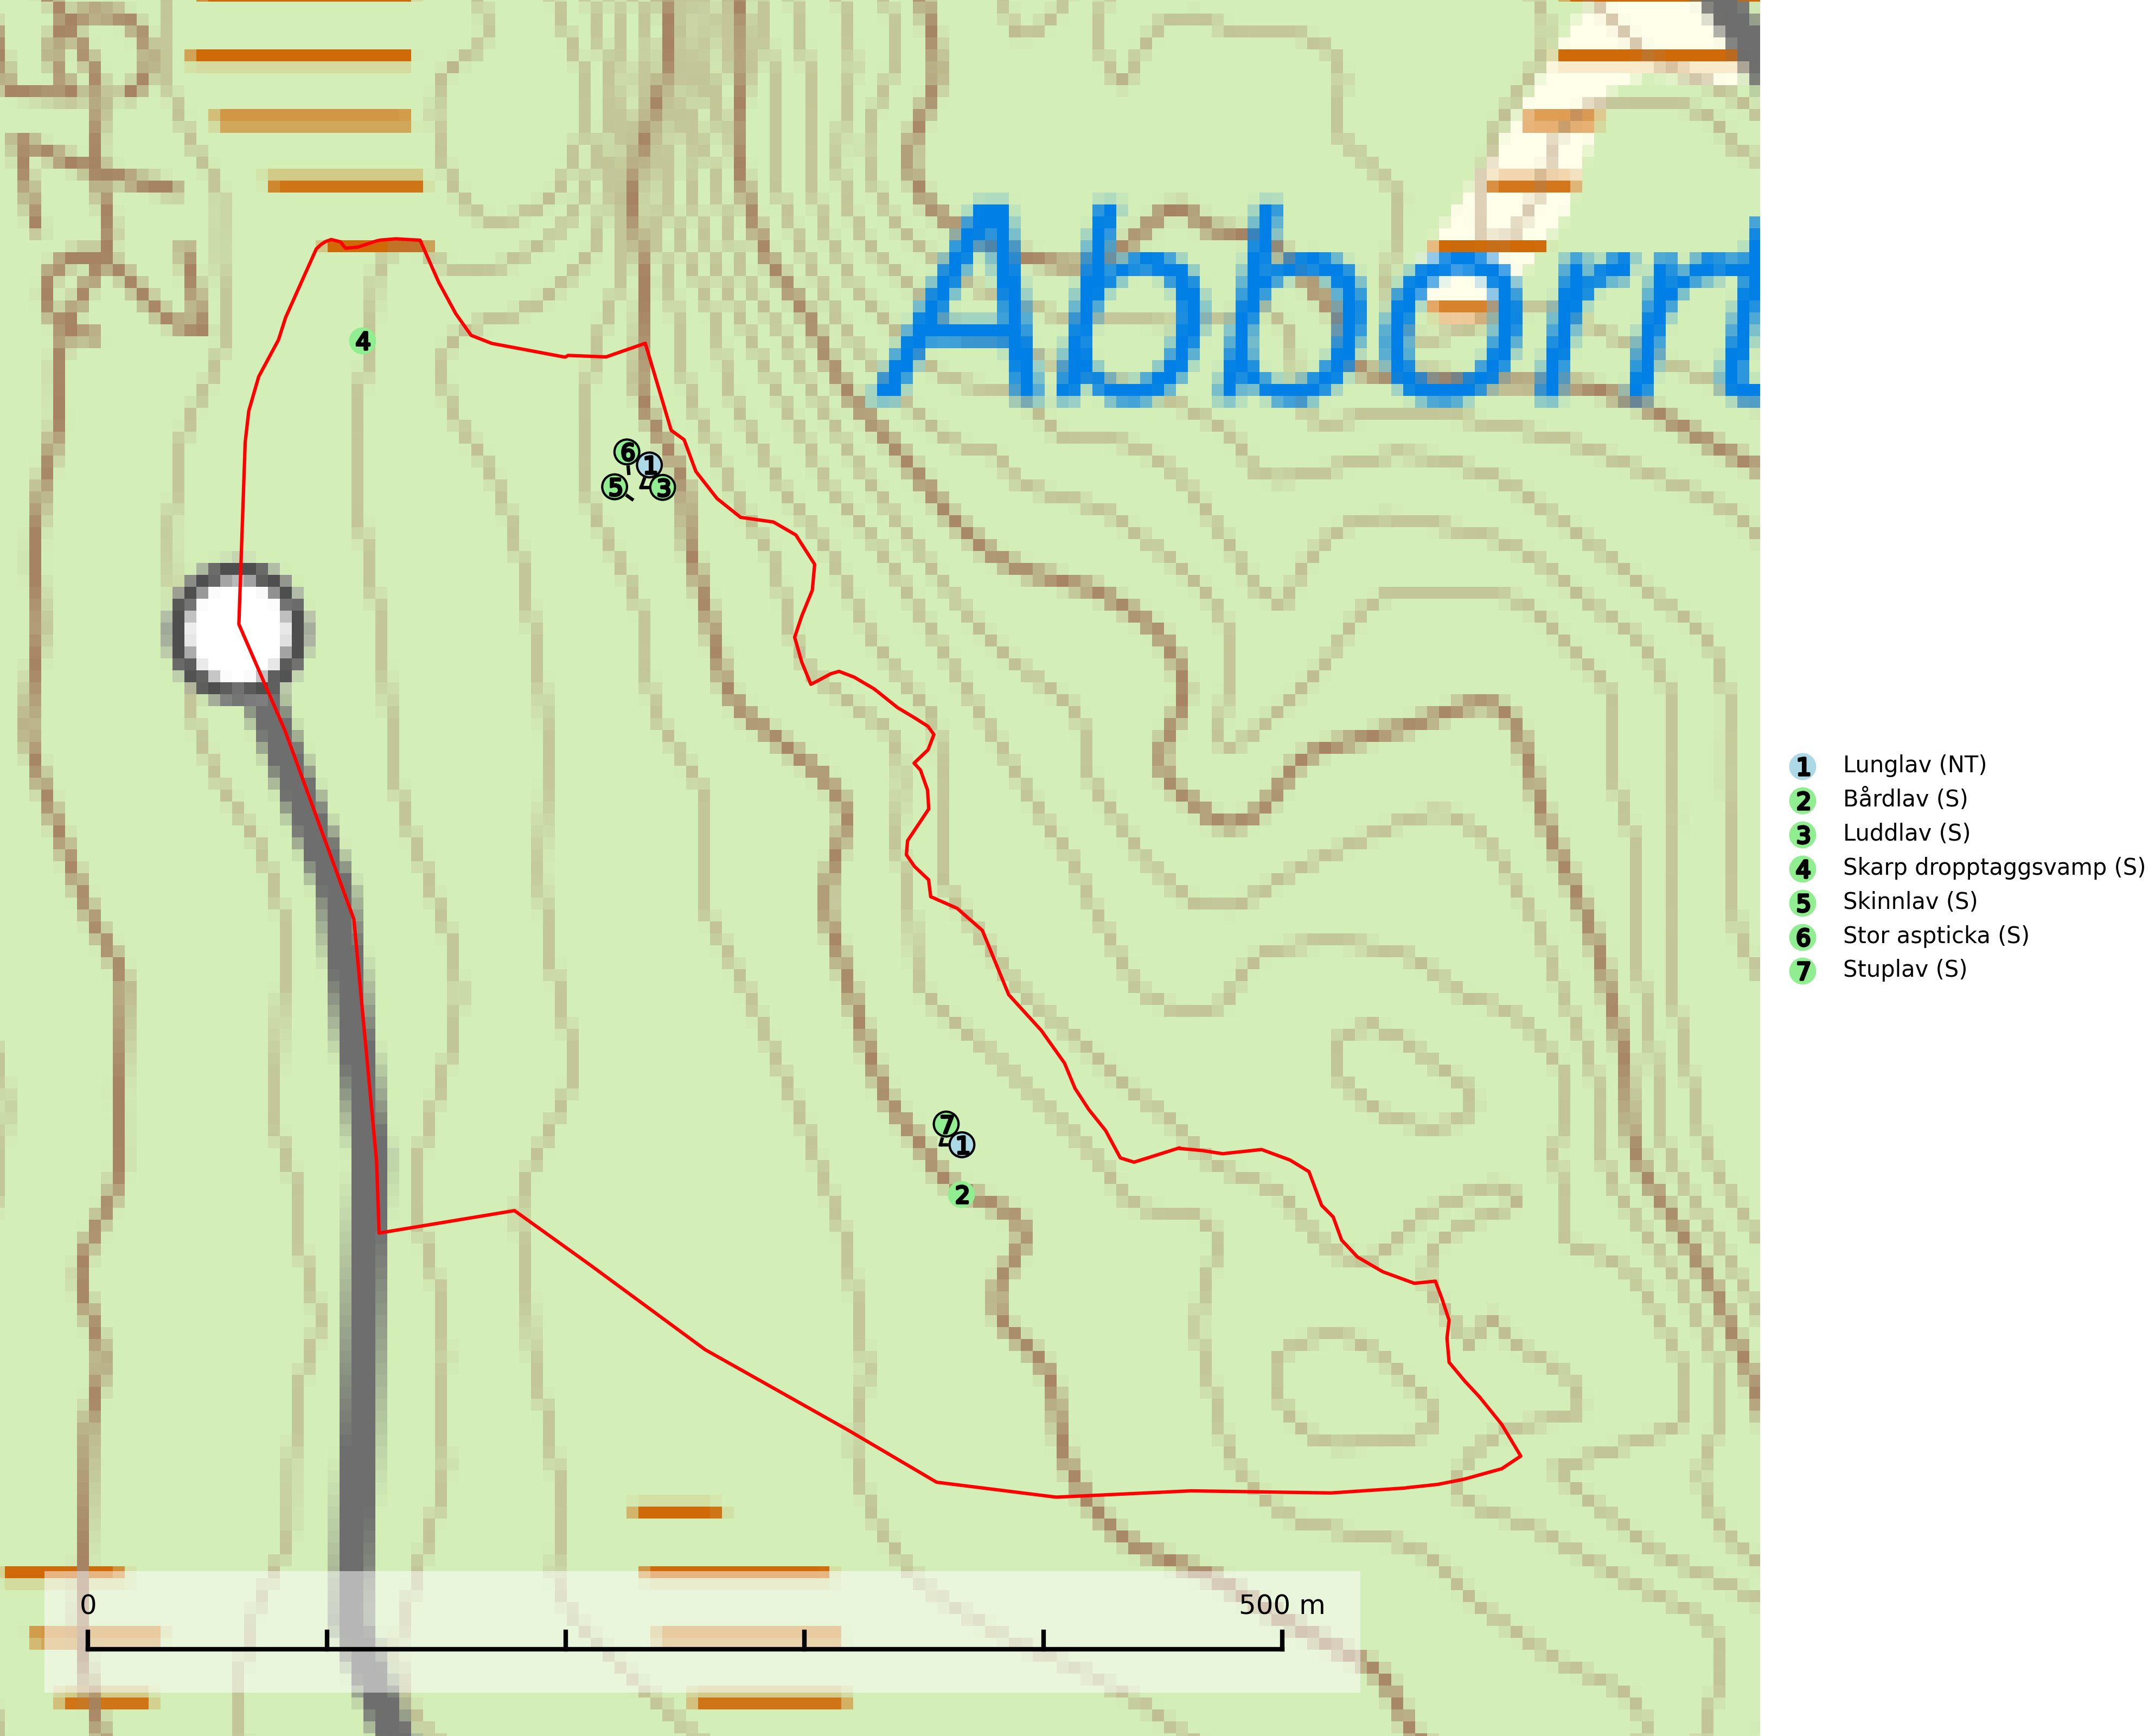 Abborr
4
6
1
5
3
7
1
2
1 Lunglav (NT)
2 Bårdlav (S)
3 Luddlav (S)
4 Skarp dropptaggsvamp (S)
5 Skinnlav (S)
6 Stor aspticka (S)
7 Stuplav (S)
0 500 m